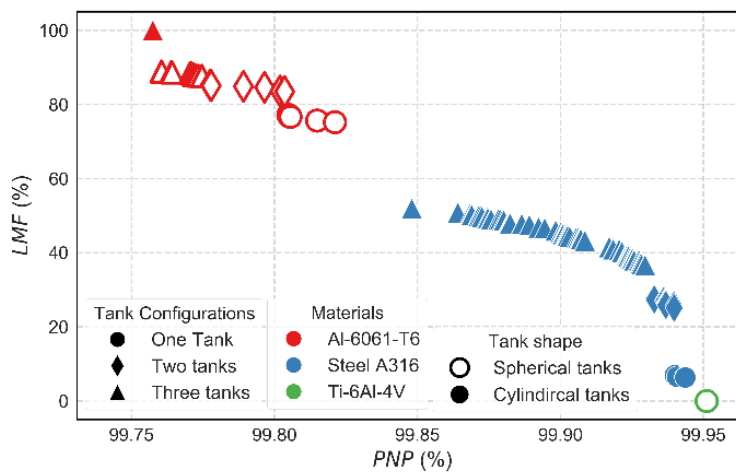 100
80
60
40
20
0
LMF (%)
99.75
99.80
99.85
99.90
99.95
PNP (%)
Tank Configurations
One Tank
Two tanks
Three tanks
Materials
Al-6061-T6
Steel A316
Ti-6Al-4V
Tank shape
Spherical tanks
Cylindircal tanks